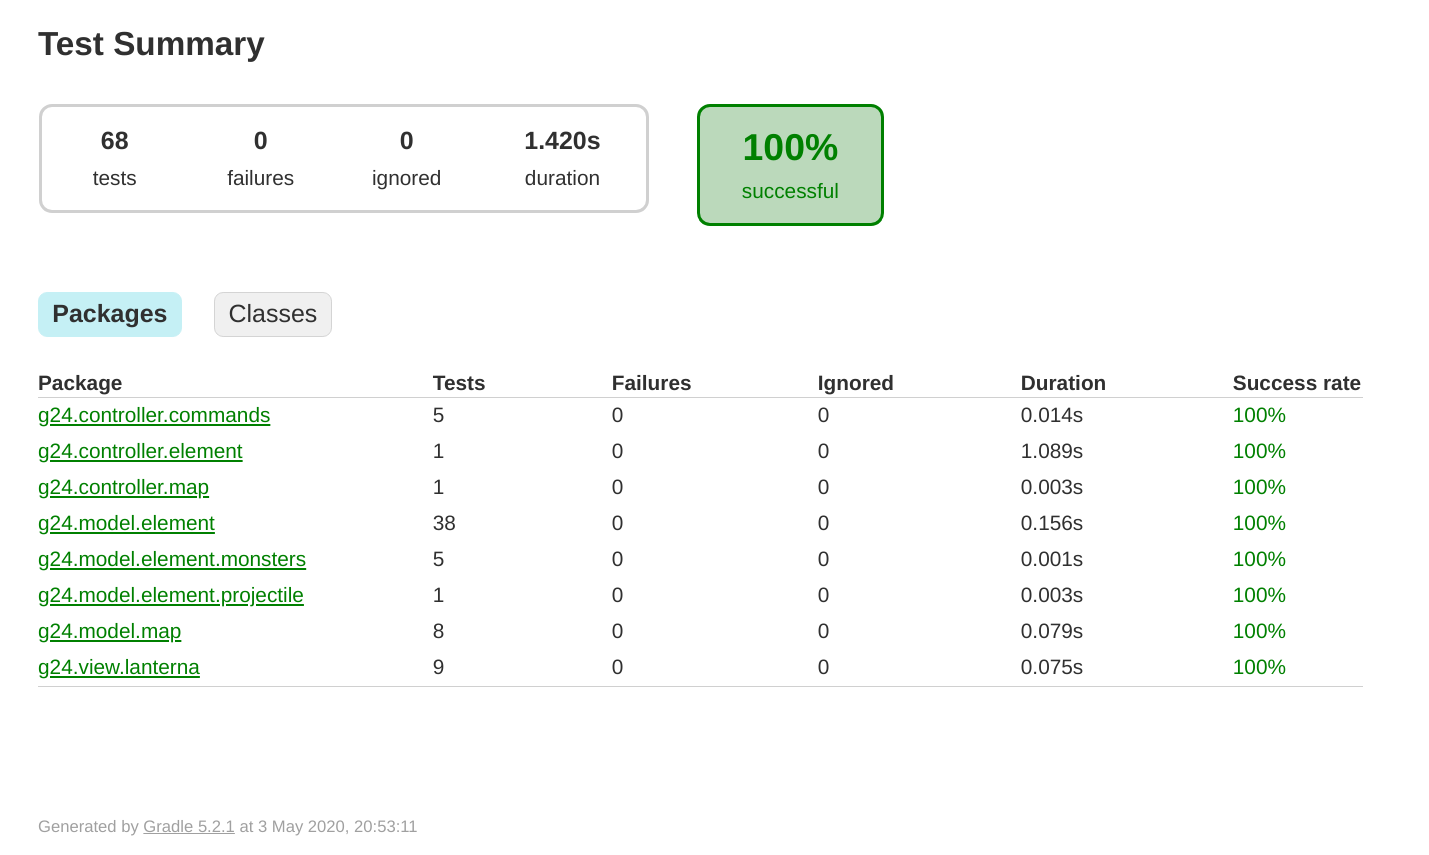 Test Summary
68 0 0 1.420s
tests failures ignored duration
100%
successful
Packages Classes
Package Tests Failures Ignored Duration Success rate
g24.controller.commands 5 0 0 0.014s 100%
g24.controller.element 1 0 0 1.089s 100%
g24.controller.map 1 0 0 0.003s 100%
g24.model.element 38 0 0 0.156s 100%
g24.model.element.monsters 5 0 0 0.001s 100%
g24.model.element.projectile 1 0 0 0.003s 100%
g24.model.map 8 0 0 0.079s 100%
g24.view.lanterna 9 0 0 0.075s 100%
Generated by Gradle 5.2.1 at 3 May 2020, 20:53:11